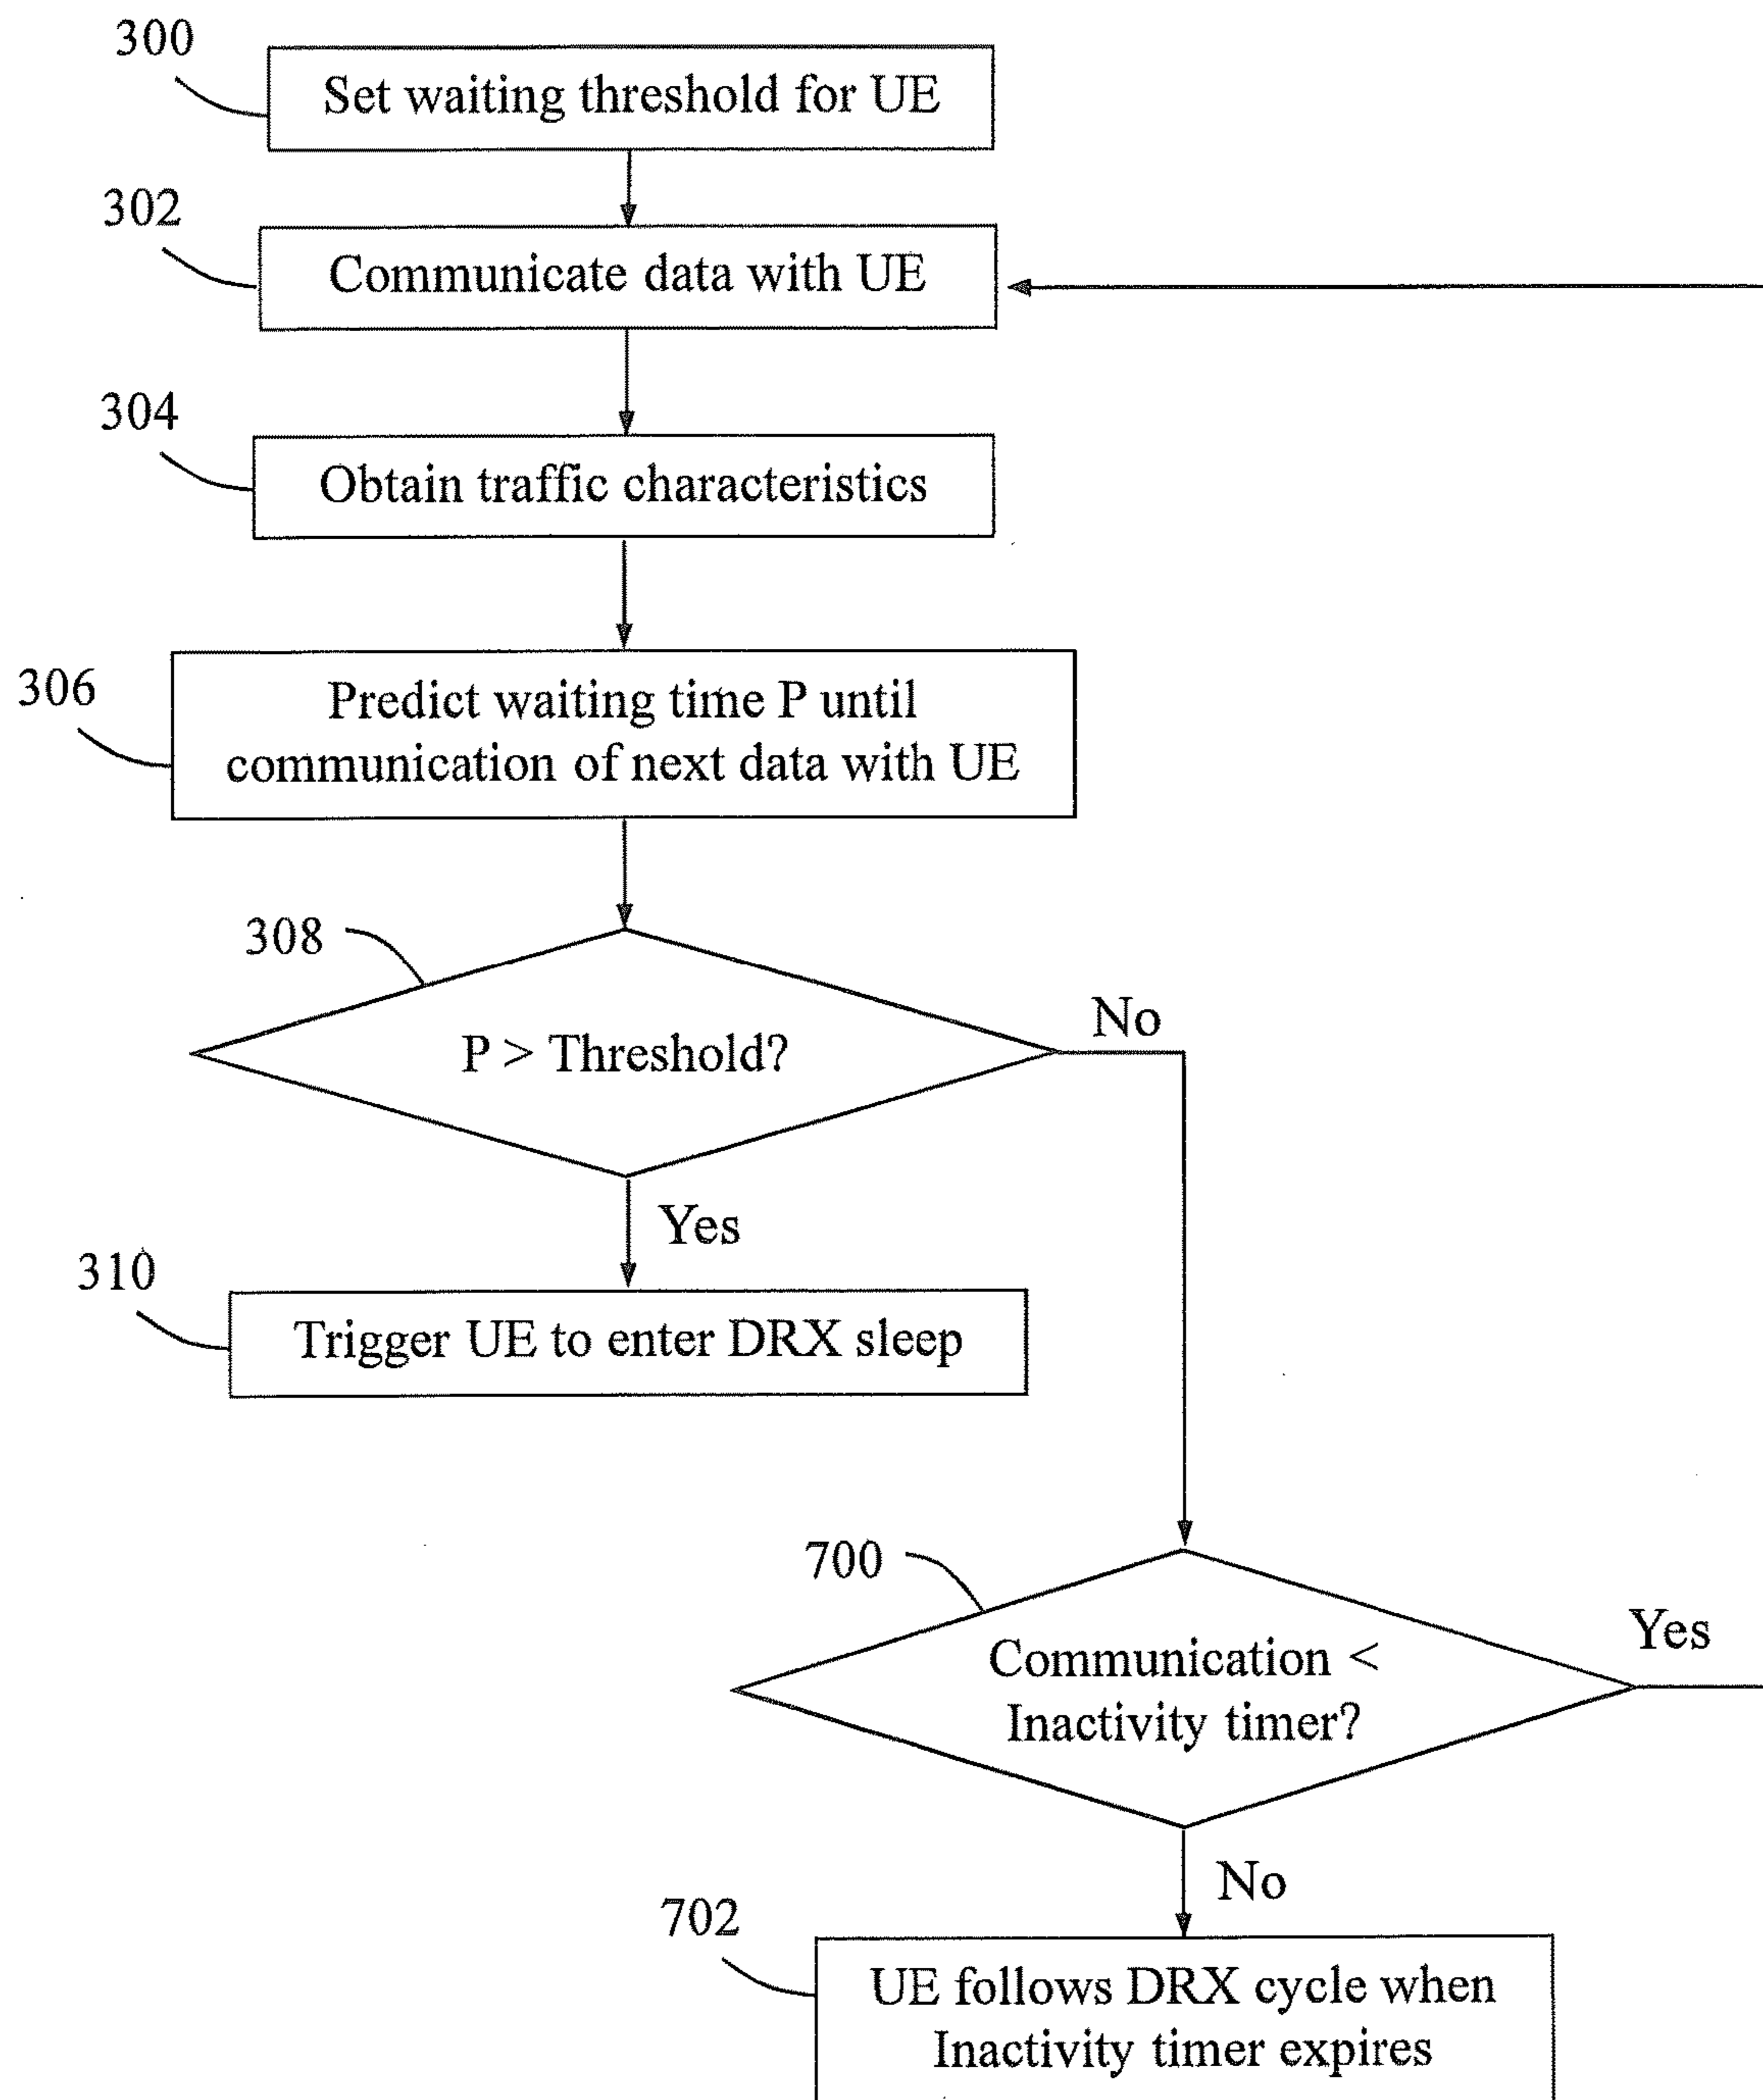 300
Set waiting threshold for UE
302
Communicate data with UE
304
Obtain traffic characteristics
306
Predict waiting time P until
communication of next data with UE
308
P > Threshold?
No
Yes
310
Trigger UE to enter DRX sleep
700
Communication <
Inactivity timer?
Yes
No
702
UE follows DRX cycle when
Inactivity timer expires